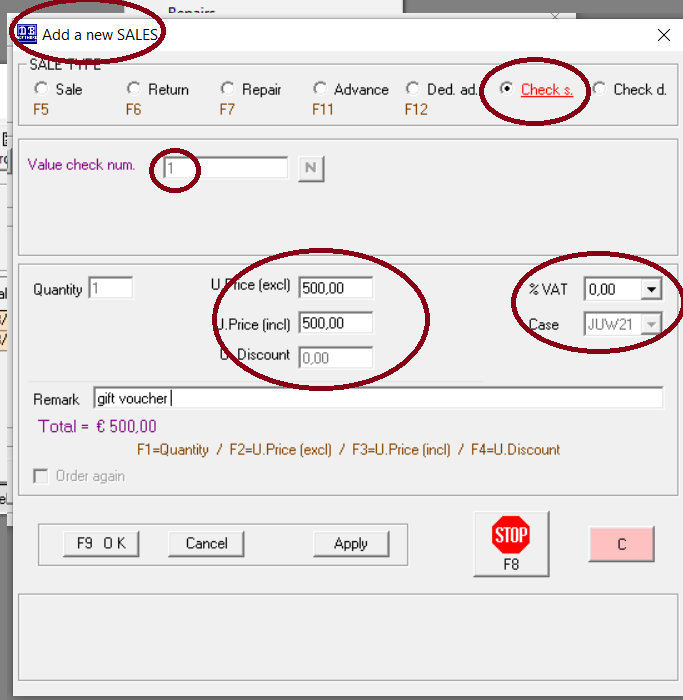 Repairs
Add a new SALES
SALE TYPE
Sale Return Repair Advance Ded. ad. Check s. Check d.
F5 F6 F7 F11 F12
Value check num. 1 N
Quantity 1 U.Price (excl) 500,00 % VAT 0,00
U.Price (incl) 500,00 Case JUW21
U.Discount 0,00
Remark gift voucher
Total = € 500,00
F1=Quantity / F2=U.Price (excl) / F3=U.Price (incl) / F4=U.Discount
Order again
F9 O K Cancel Apply STOP F8 C